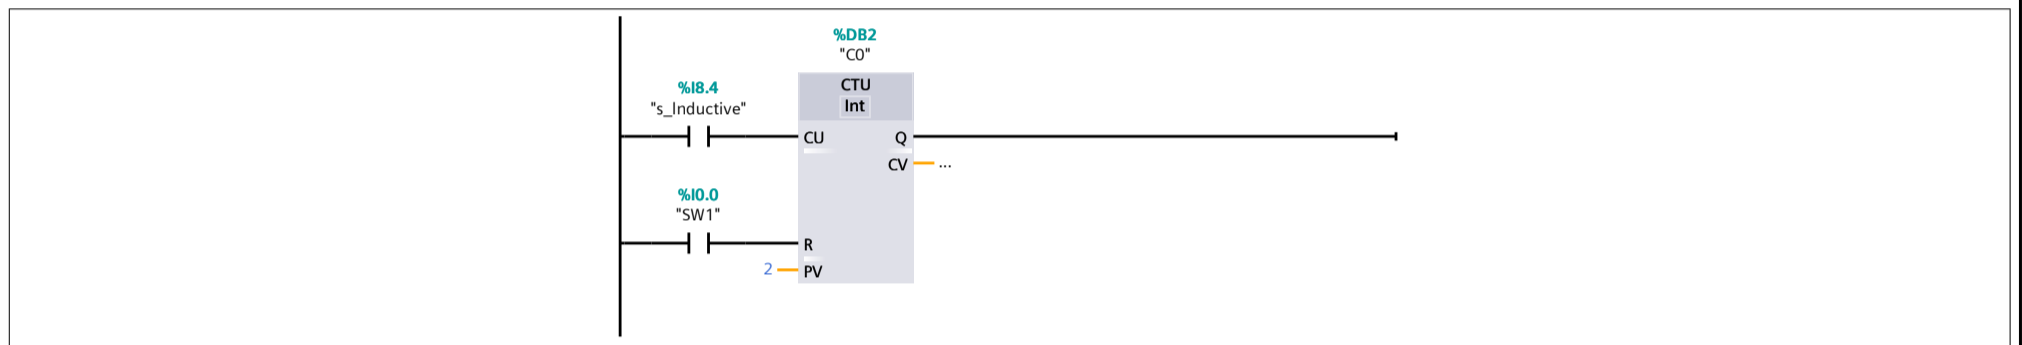 %DB2
"C0"
%I8.4
"s_Inductive"
CTU
Int
CU
Q
CV
...
%I0.0
"SW1"
R
2
PV